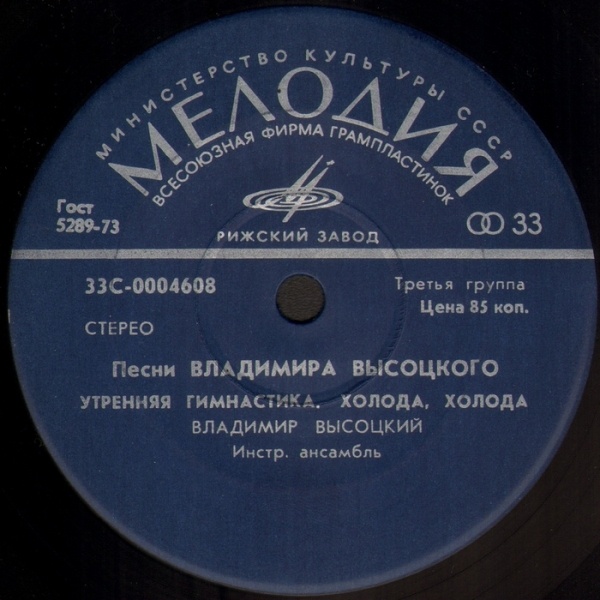 МИНИСТЕРСТВО КУЛЬТУРЫ СССР
МЕЛОДИЯ
ВСЕСОЮЗНАЯ ФИРМА ГРАМПЛАСТИНОК
Гост
5289-73
33
РИЖСКИЙ ЗАВОД
33С-0004608
Третья группа
Цена 85 коп.
СТЕРЕО
Песни ВЛАДИМИРА ВЫСОЦКОГО
УТРЕННЯЯ ГИМНАСТИКА. ХОЛОДА, ХОЛОДА
ВЛАДИМИР ВЫСОЦКИЙ
Инстр. ансамбль